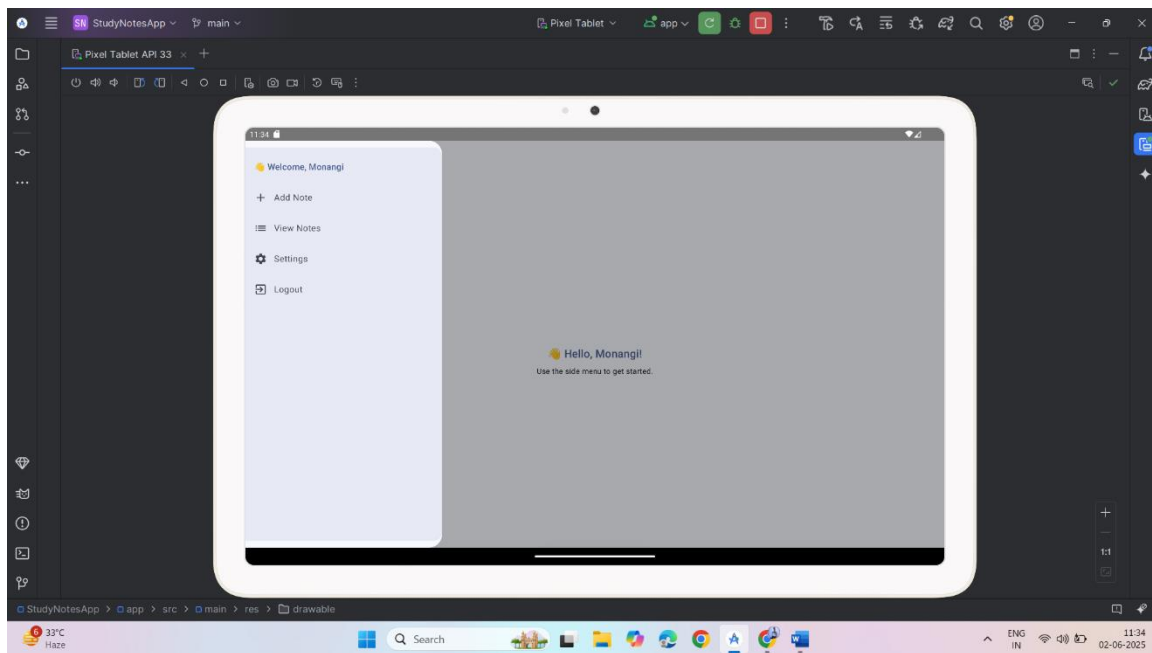 SN StudyNotesApp main Pixel Tablet app
Pixel Tablet API 33
11:34
👋 Welcome, Monangi
Add Note
View Notes
Settings
Logout
👋 Hello, Monangi!
Use the side menu to get started.
1:1
StudyNotesApp > app > src > main > res > drawable
6
33°C
Haze
Search
ENG
IN
11:34
02-06-2025